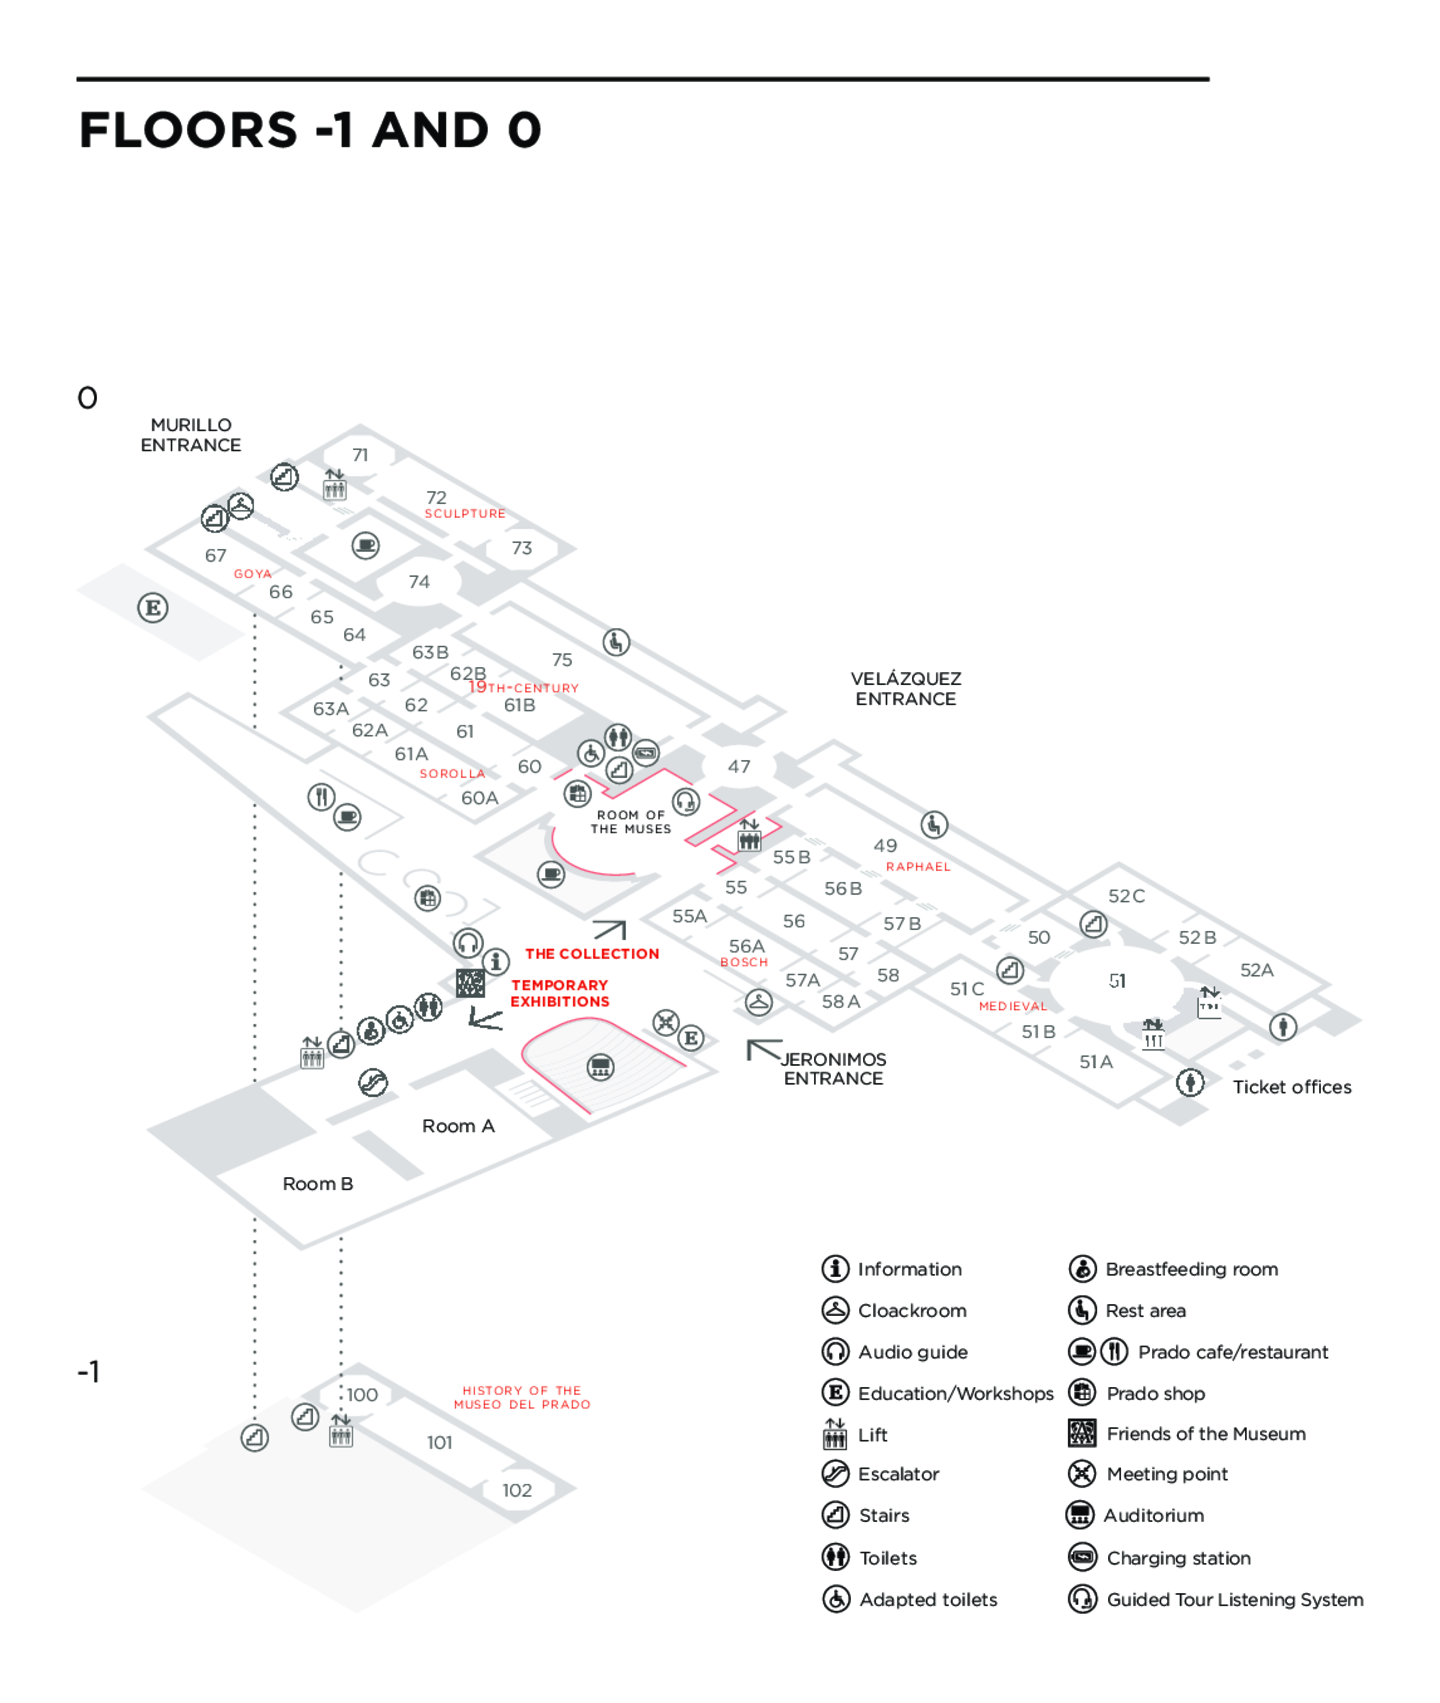 FLOORS -1 AND 0
0
MURILLO
ENTRANCE
71
72
SCULPTURE
73
67
GOYA
74
66
65
64
E
63B
75
62B
63
19TH-CENTURY
63A
62
61B
62A
61
61A
SOROLLA
60
60A
VELÁZQUEZ
ENTRANCE
47
ROOM OF
THE MUSES
49
RAPHAEL
55B
55
56B
55A
56
57B
56A
BOSCH
57
57A
58
58A
52C
50
52B
51
52A
51C
MEDIEVAL
51B
51A
THE COLLECTION
TEMPORARY
EXHIBITIONS
i
E
JERONIMOS
ENTRANCE
Ticket offices
Room A
Room B
-1
100
HISTORY OF THE
MUSEO DEL PRADO
101
102
i Information
Cloackroom
Audio guide
E Education/Workshops
Lift
Escalator
Stairs
Toilets
Adapted toilets
Breastfeeding room
Rest area
Prado cafe/restaurant
Prado shop
Friends of the Museum
Meeting point
Auditorium
Charging station
Guided Tour Listening System